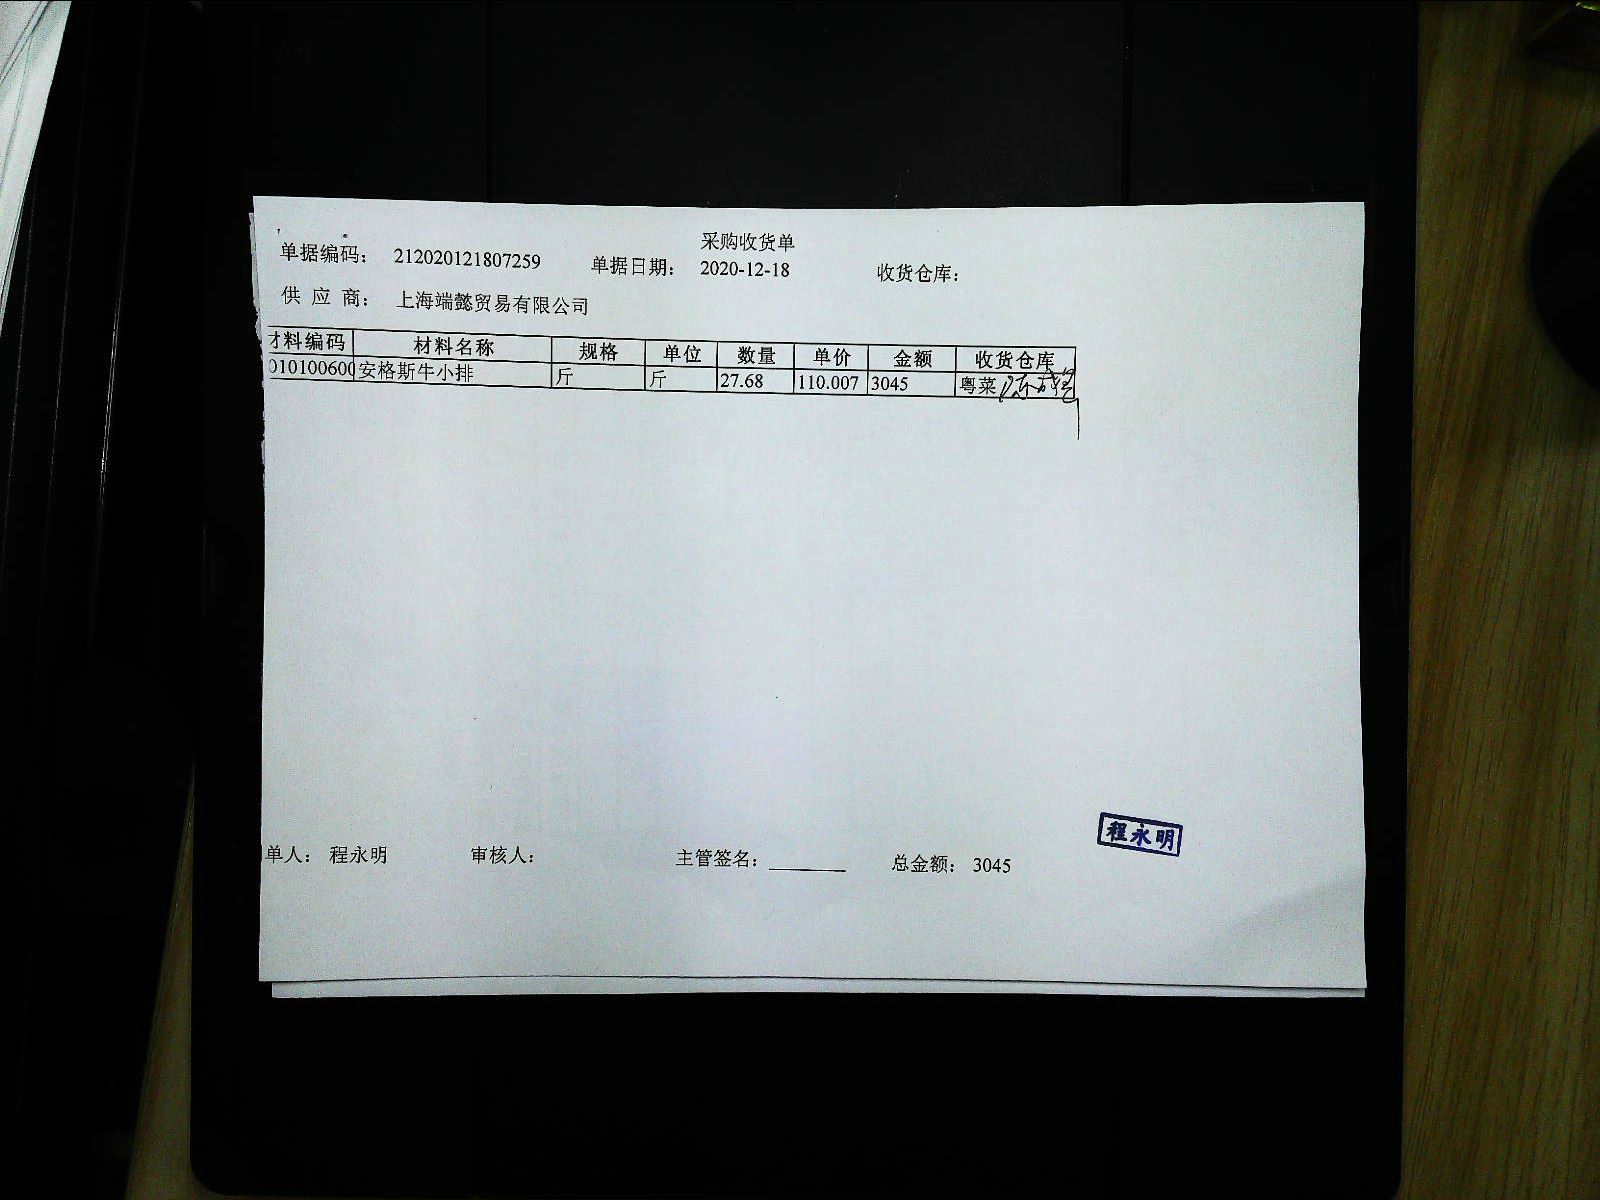 采购收货单
单据编码： 212020121807259 单据日期： 2020-12-18 收货仓库：
供 应 商： 上海端懿贸易有限公司
材料编码 材料名称 规格 单位 数量 单价 金额 收货仓库
010100600 安格斯牛小排 斤 斤 27.68 110.007 3045 粤菜
程永明
单人： 程永明 审核人： 主管签名： 总金额： 3045